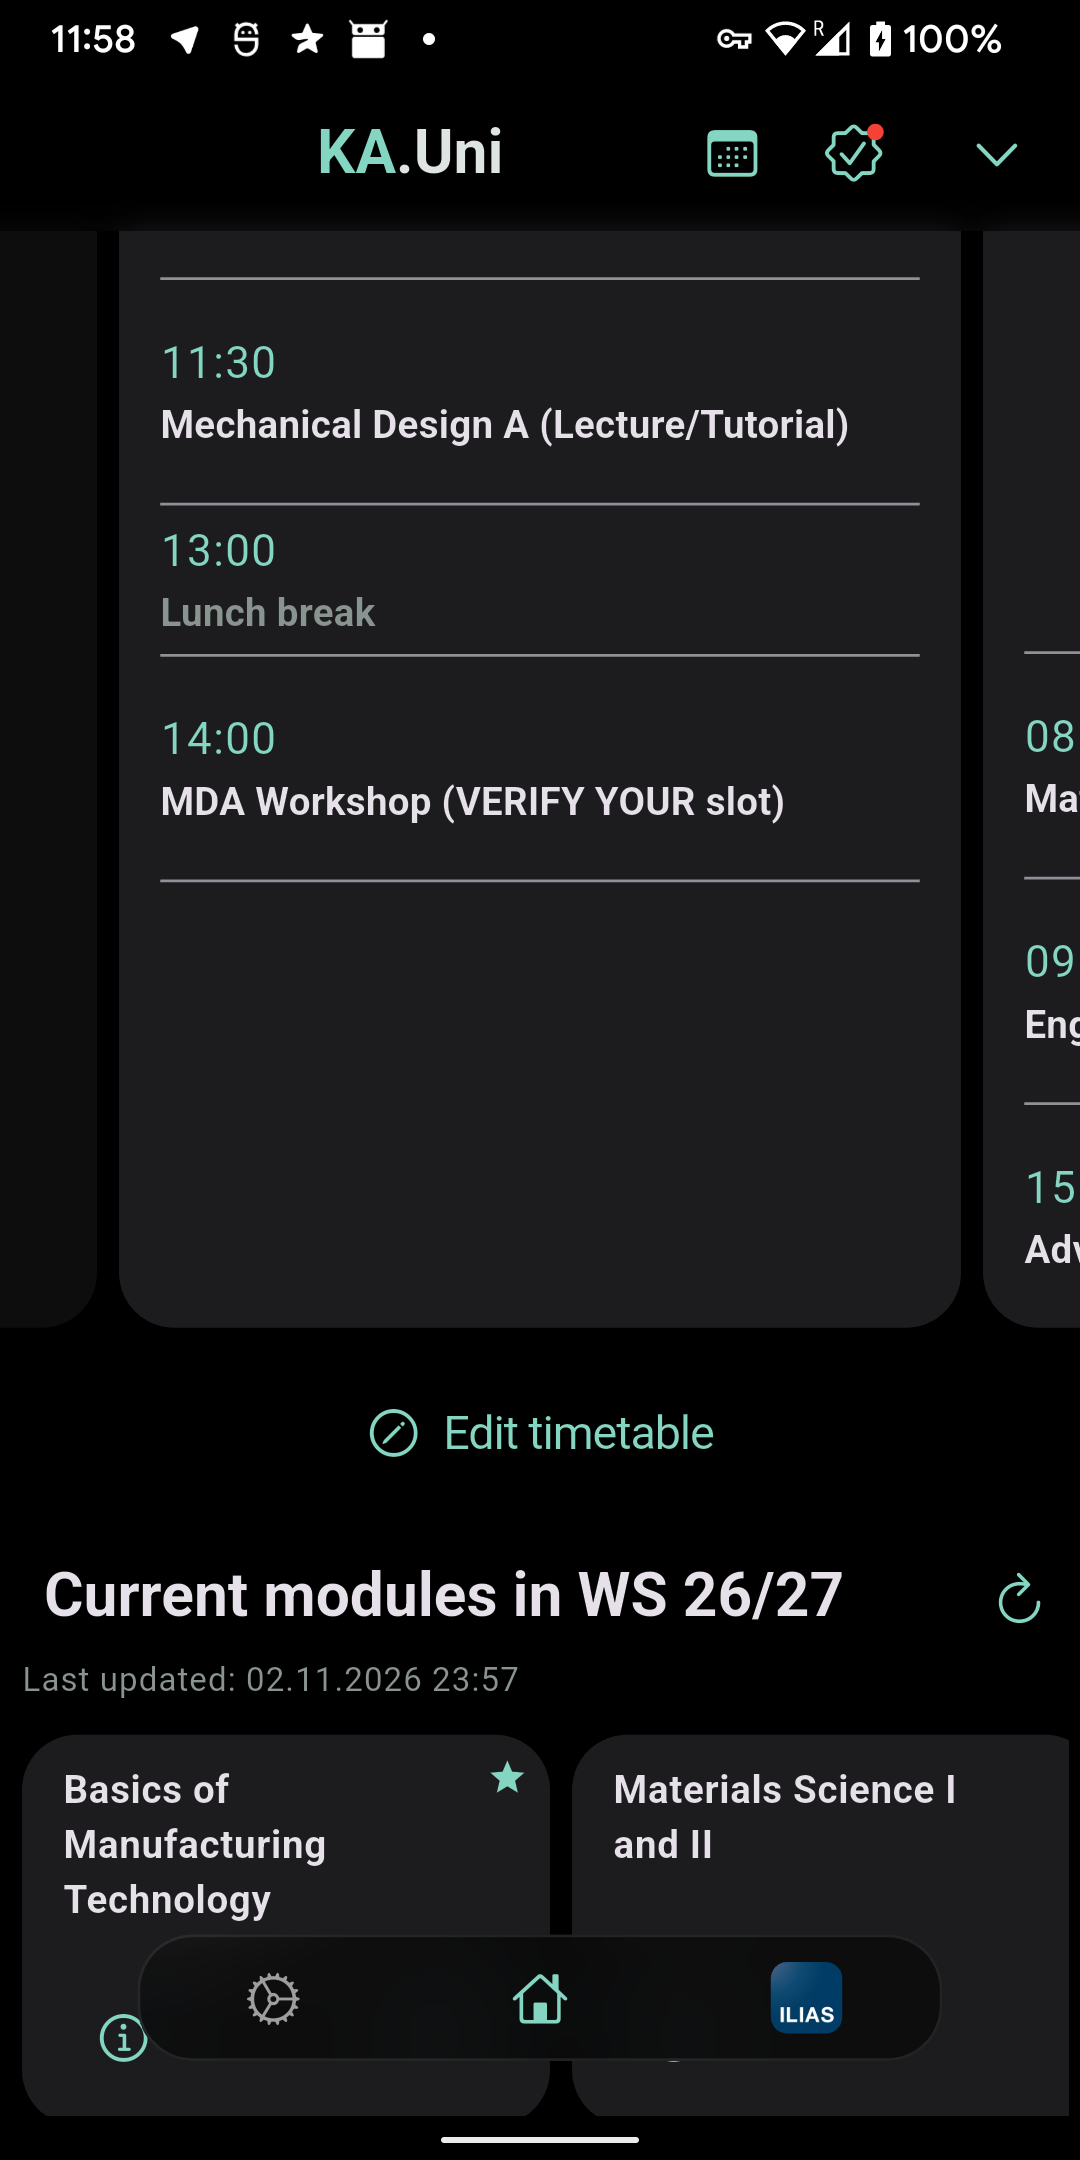 11:58
R
100%
KA.Uni
11:30
Mechanical Design A (Lecture/Tutorial)
13:00
Lunch break
14:00
MDA Workshop (VERIFY YOUR slot)
08
09
15
Edit timetable
Current modules in WS 26/27
Last updated: 02.11.2026 23:57
Basics of
Manufacturing
Technology
Materials Science I
and II
ILIAS